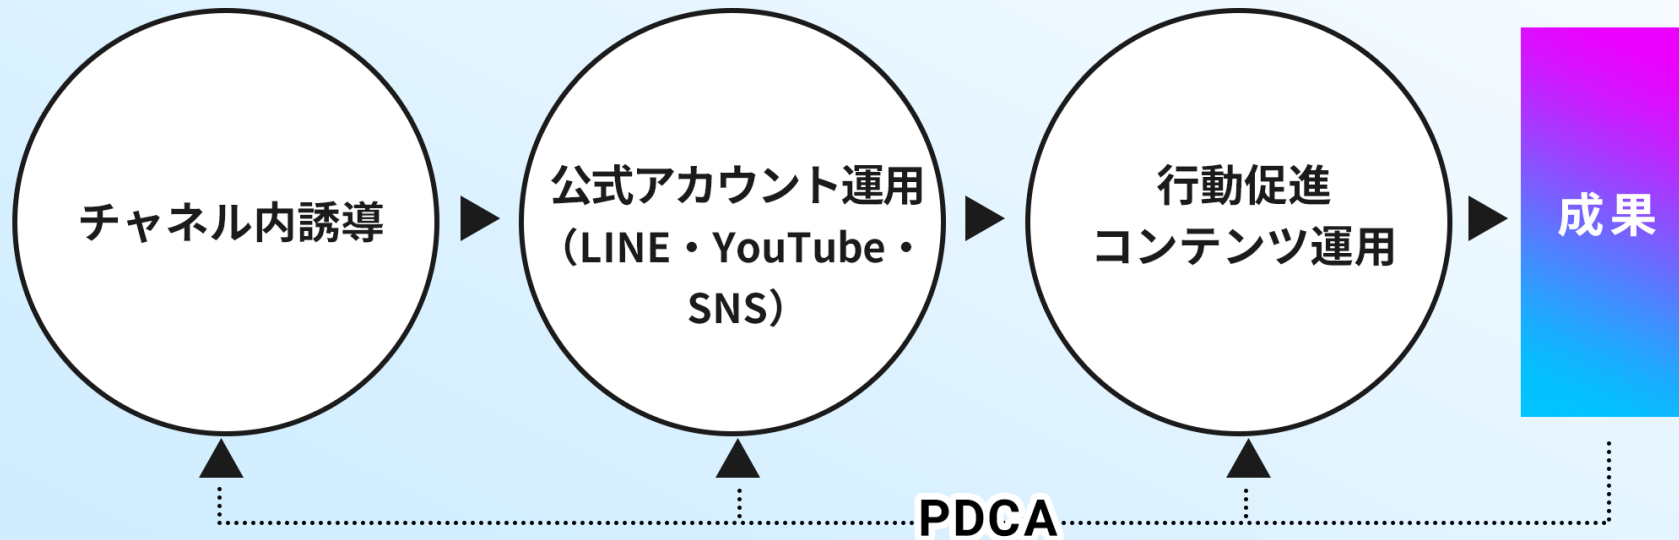 チャネル内誘導
公式アカウント運用
（LINE・YouTube・
SNS）
行動促進
コンテンツ運用
成果
PDCA